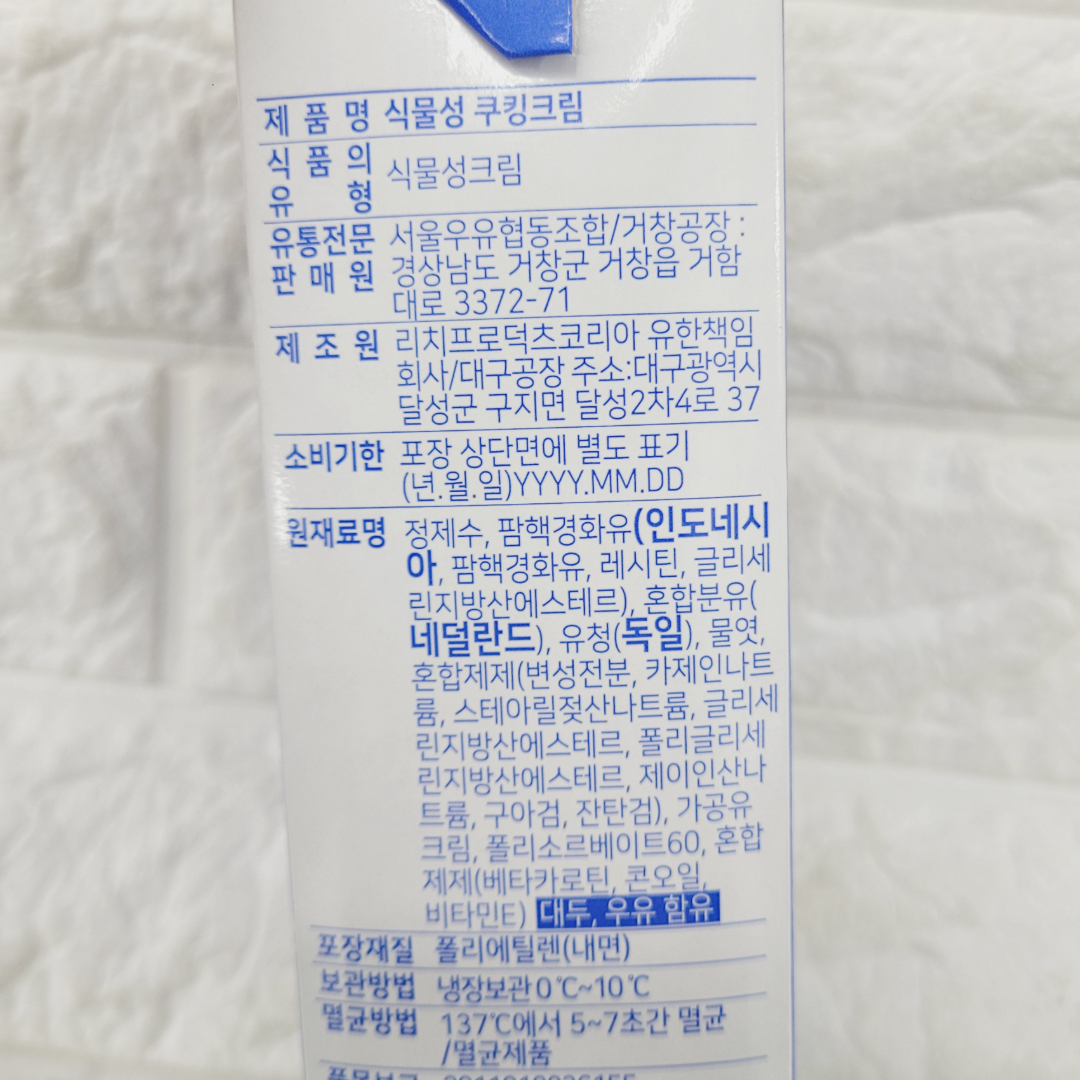 제 품 명 식물성 쿠킹크림
식 품 의
유 형 식물성크림
유통전문 서울우유협동조합/거창공장 :
판 매 원 경상남도 거창군 거창읍 거함
대로 3372-71
제 조 원 리치프로덕츠코리아 유한책임
회사/대구공장 주소:대구광역시
달성군 구지면 달성2차4로 37
소비기한 포장 상단면에 별도 표기
(년.월.일)YYYY.MM.DD
원재료명 정제수, 팜핵경화유(인도네시
아, 팜핵경화유, 레시틴, 글리세
린지방산에스테르), 혼합분유(
네덜란드), 유청(독일), 물엿,
혼합제제(변성전분, 카제인나트
륨, 스테아릴젖산나트륨, 글리세
린지방산에스테르, 폴리글리세
린지방산에스테르, 제이인산나
트륨, 구아검, 잔탄검), 가공유
크림, 폴리소르베이트60, 혼합
제제(베타카로틴, 콘오일,
비타민E) 대두, 우유 함유
포장재질 폴리에틸렌(내면)
보관방법 냉장보관 0℃~10℃
멸균방법 137℃에서 5~7초간 멸균
/멸균제품